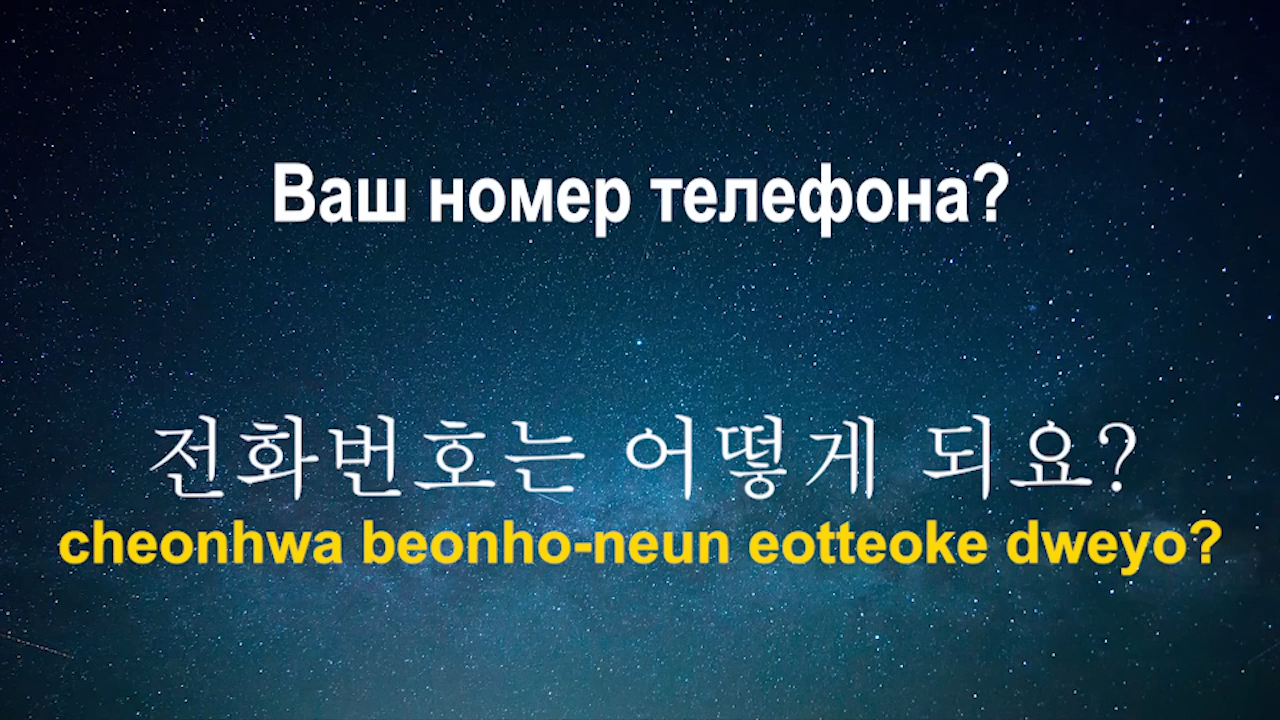 Ваш номер телефона?
전화번호는 어떻게 되요?
cheonhwa beonho-neun eotteoke dweyo?